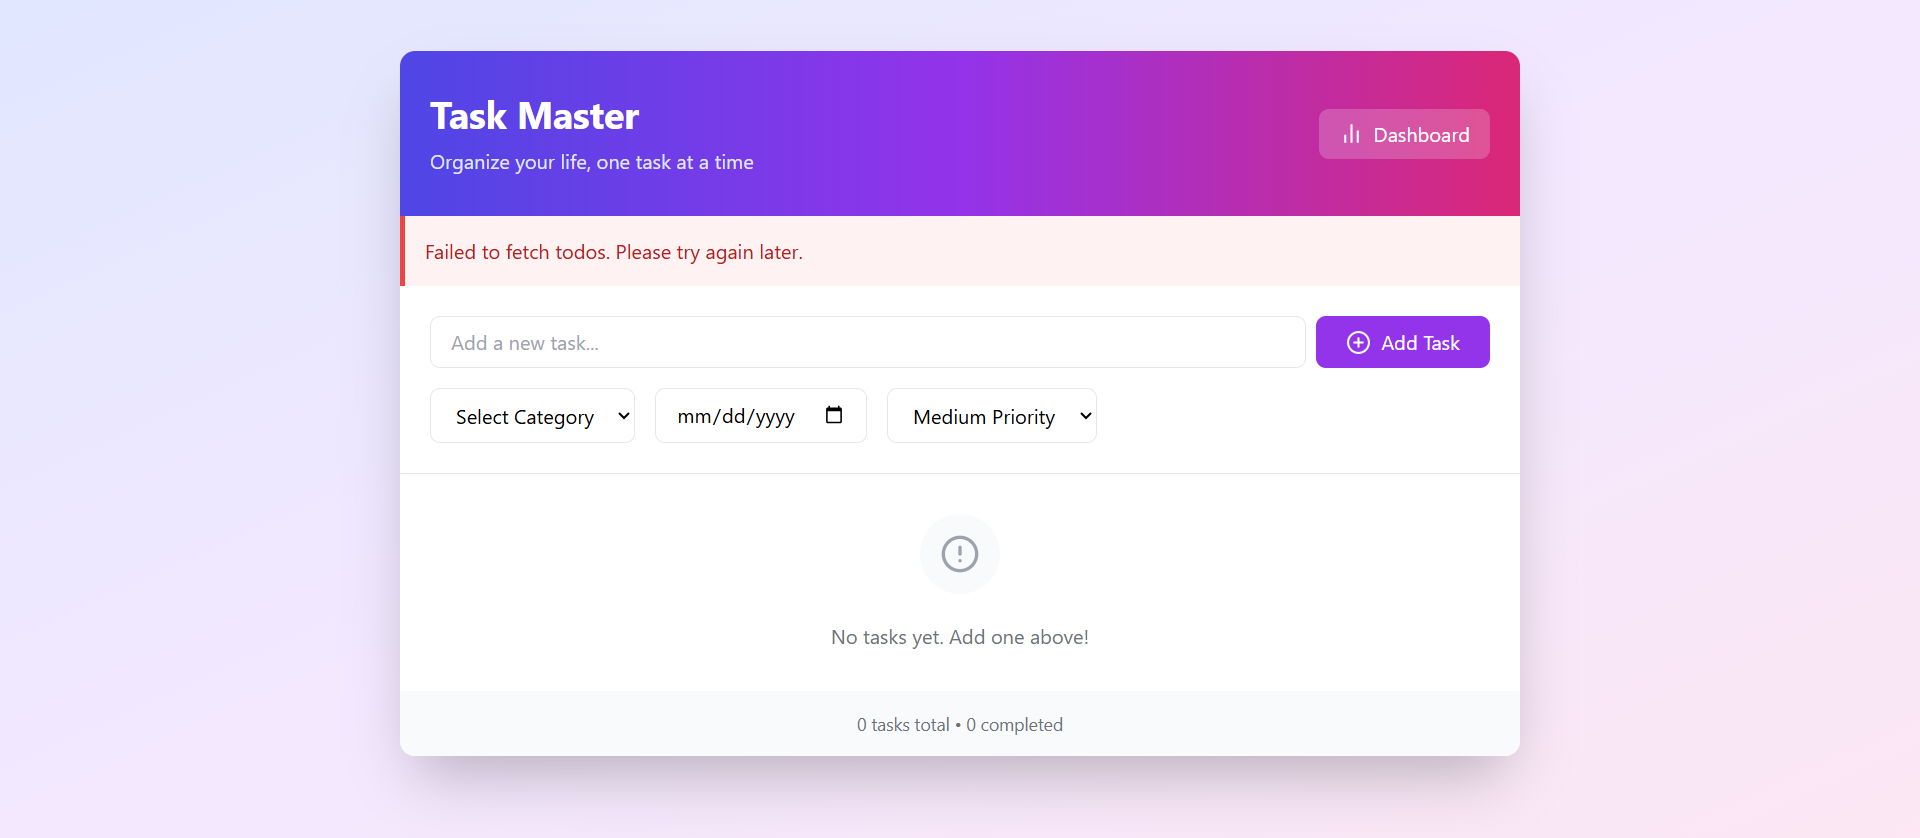 Task Master
Organize your life, one task at a time
Dashboard
Failed to fetch todos. Please try again later.
Add a new task...
Add Task
Select Category
mm/dd/yyyy
Medium Priority
No tasks yet. Add one above!
0 tasks total • 0 completed